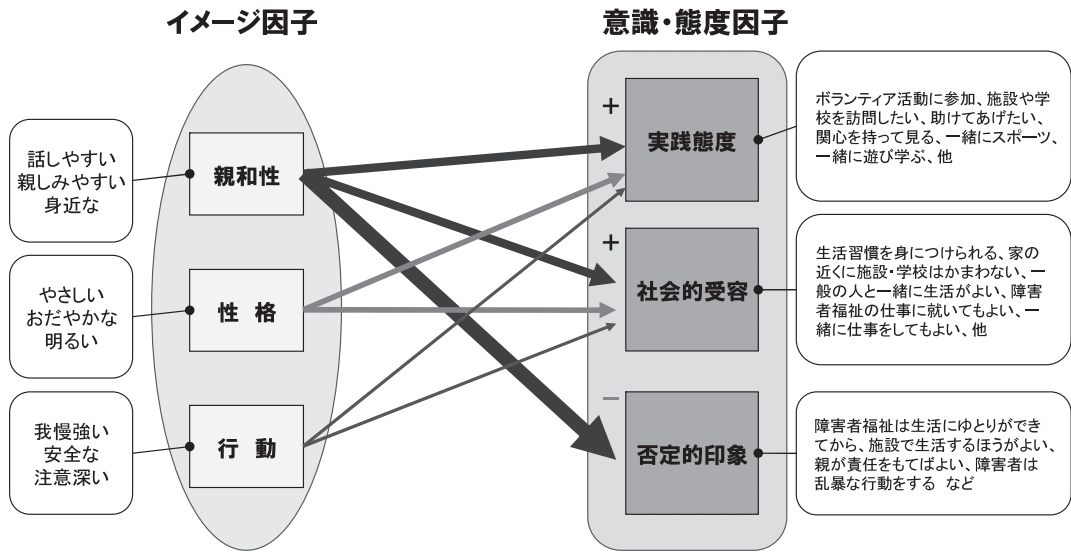 イメージ因子
意識・態度因子
話しやすい
親しみやすい
身近な
やさしい
おだやかな
明るい
我慢強い
安全な
注意深い
親和性
性 格
行 動
+
実践態度
+
社会的受容
−
否定的印象
ボランティア活動に参加、施設や学
校を訪問したい、助けてあげたい、
関心を持って見る、一緒にスポーツ、
一緒に遊び学ぶ、他
生活習慣を身につけられる、家の
近くに施設・学校はかまわない、一
般の人と一緒に生活がよい、障害
者福祉の仕事に就いてもよい、一
緒に仕事をしてもよい、他
障害者福祉は生活にゆとりができ
てから、施設で生活するほうがよい、
親が責任をもてばよい、障害者は
乱暴な行動をする など